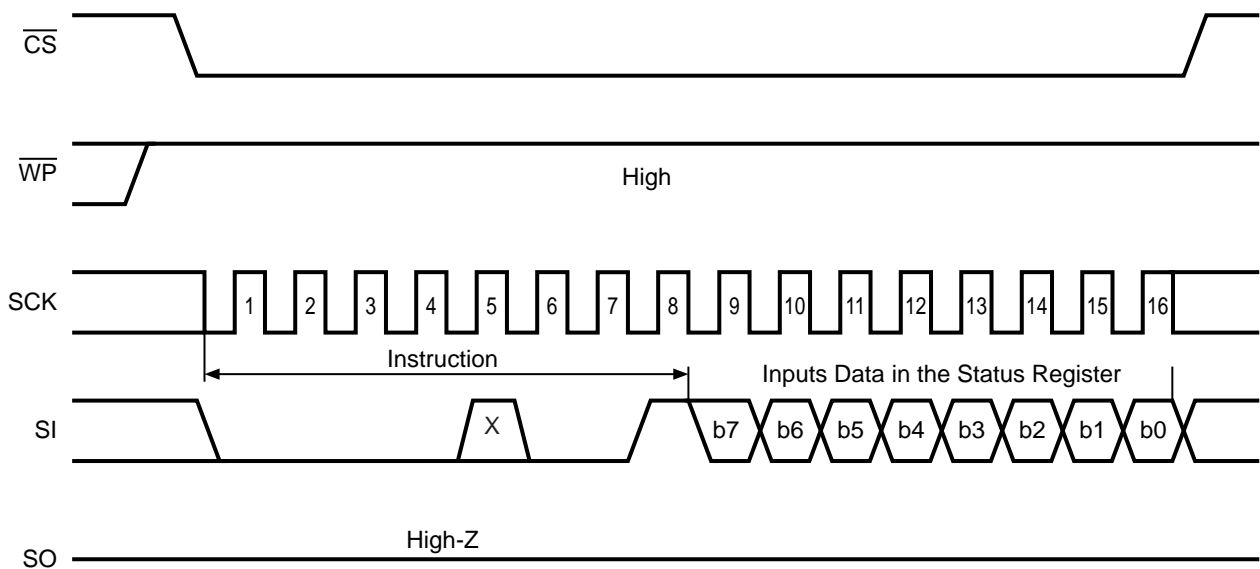 CS
WP
High
SCK
1 2 3 4 5 6 7 8 9 10 11 12 13 14 15 16
Instruction
Inputs Data in the Status Register
SI
X
b7 b6 b5 b4 b3 b2 b1 b0
High-Z
SO